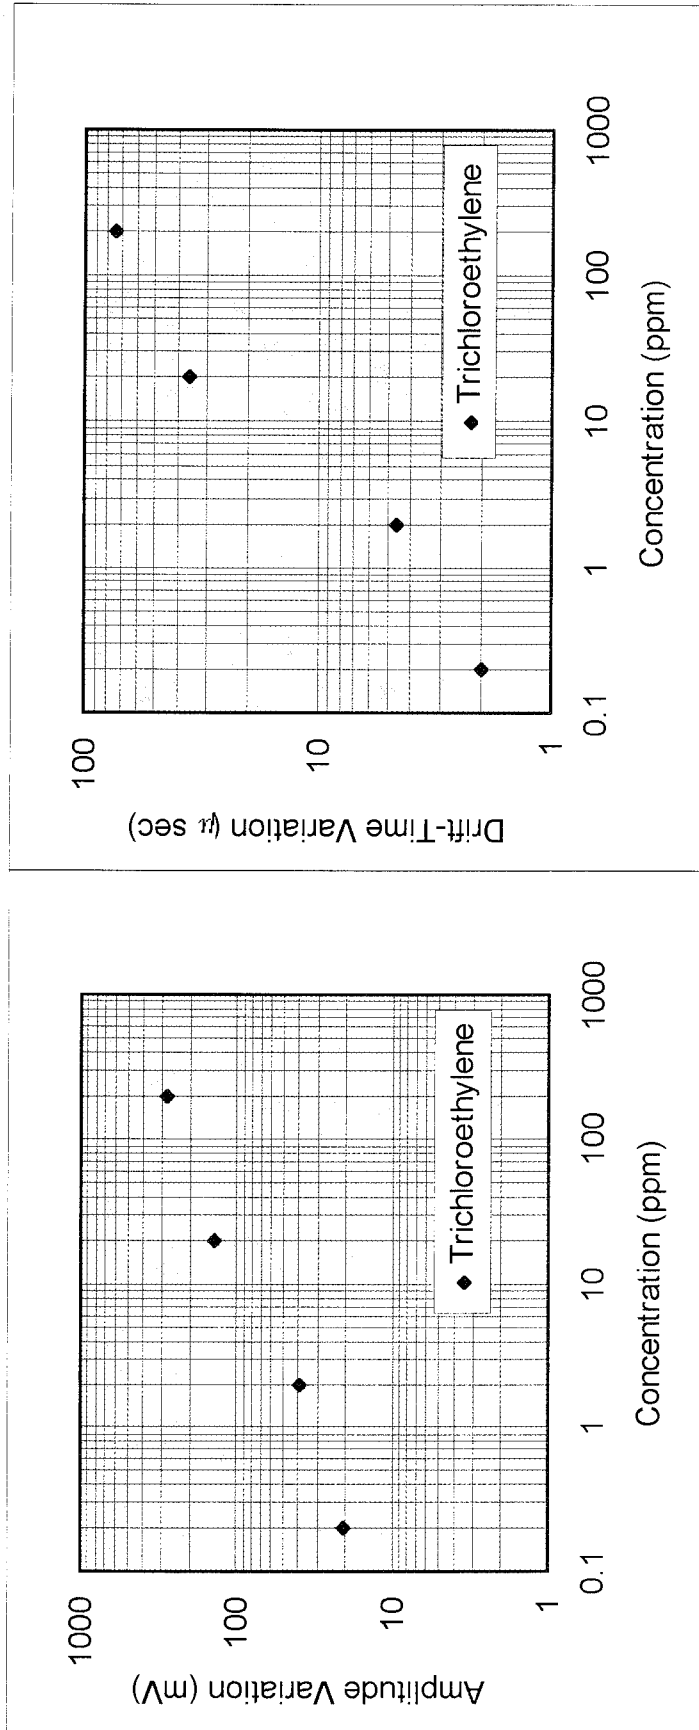 Amplitude Variation (mV)
1000
100
10
1
0.1
1
10
100
1000
Concentration (ppm)
Trichloroethylene
Drift-Time Variation (μ sec)
100
10
1
0.1
1
10
100
1000
Concentration (ppm)
Trichloroethylene